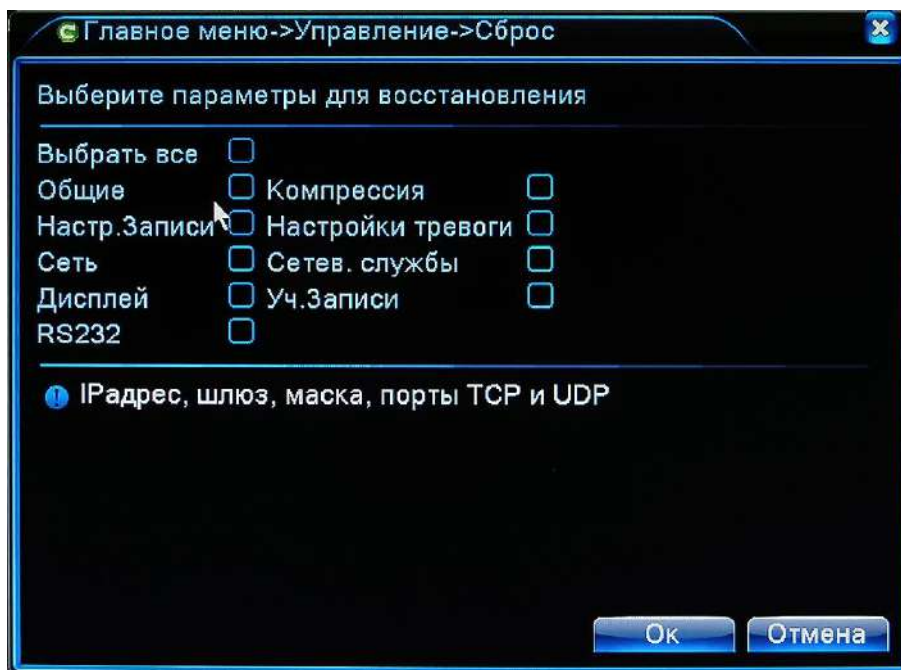 Главное меню->Управление->Сброс
Выберите параметры для восстановления
Выбрать все
Общие Компрессия
Настр.Записи Настройки тревоги
Сеть Сетев. службы
Дисплей Уч.Записи
RS232
IPадрес, шлюз, маска, порты TCP и UDP
Ок Отмена